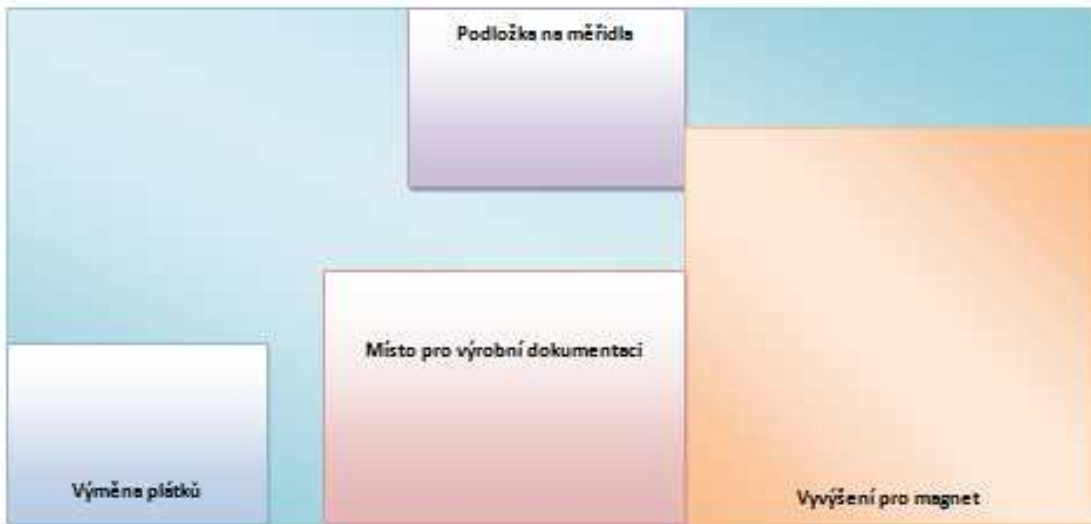 Podložka na měřidla
Místo pro výrobní dokumentaci
Výměna plátků
Vyvýšení pro magnet